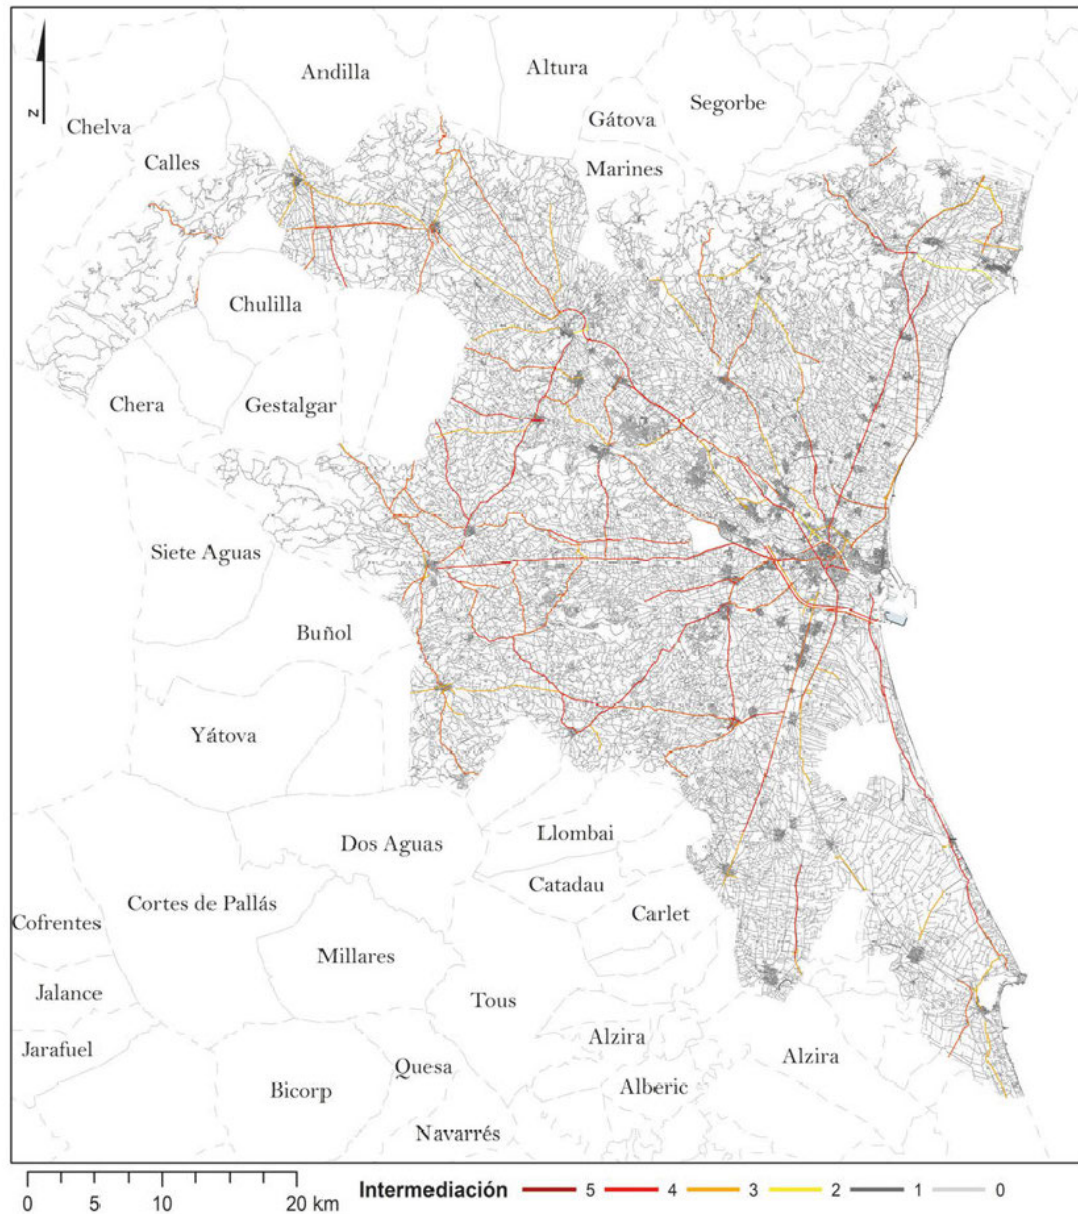 Andilla
Altura
Segorbe
Gátova
Chelva
Calles
Marines
z
Chulilla
Chera
Gestalgar
Siete Aguas
Buñol
Yátova
Dos Aguas
Llombai
Catadau
Cortes de Pallás
Carlet
Cofrentes
Millares
Jalance
Tous
Alzira
Alzira
Jarafuel
Quesa
Bicorp
Alberic
Navarrés
0 5 10 20 km
Intermediación 5 4 3 2 1 0